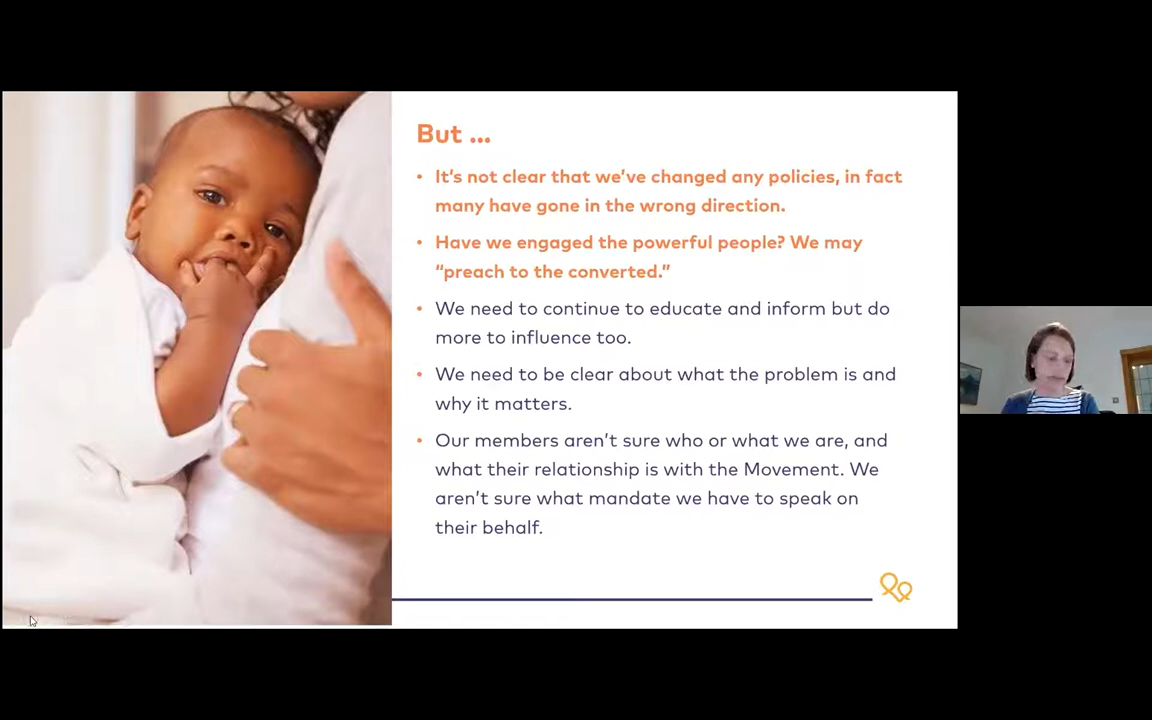 But ...
• It's not clear that we've changed any policies, in fact
many have gone in the wrong direction.
• Have we engaged the powerful people? We may
“preach to the converted.”
• We need to continue to educate and inform but do
more to influence too.
• We need to be clear about what the problem is and
why it matters.
• Our members aren't sure who or what we are, and
what their relationship is with the Movement. We
aren't sure what mandate we have to speak on
their behalf.